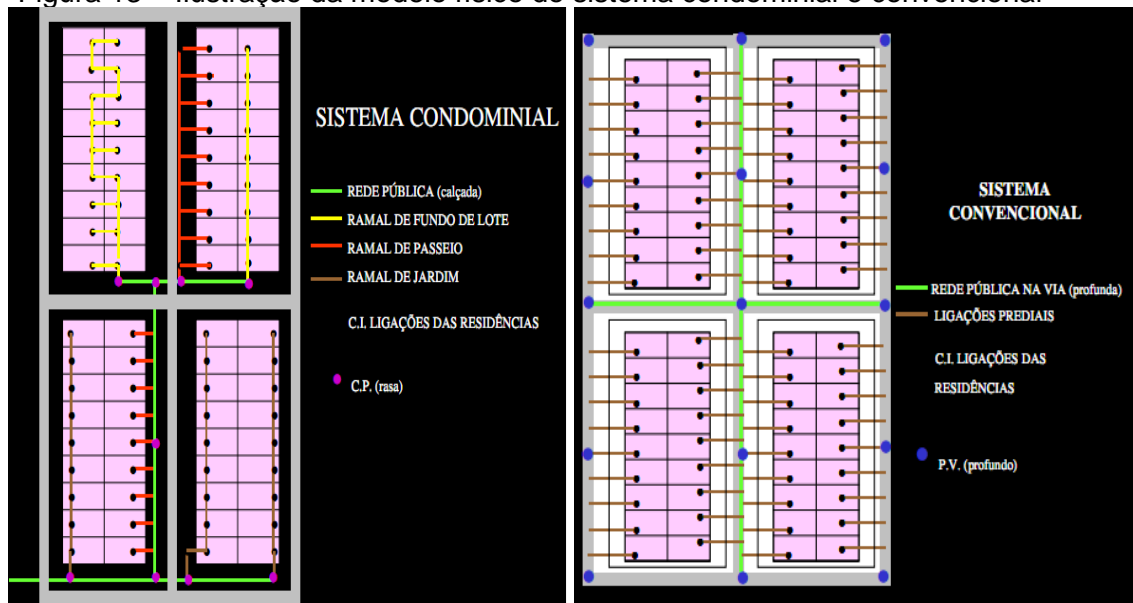 Figura 18 – Ilustração da modelo físico do sistema condominial e convencional
SISTEMA CONDOMINIAL
REDE PÚBLICA (calçada)
RAMAL DE FUNDO DE LOTE
RAMAL DE PASSEIO
RAMAL DE JARDIM
C.I. LIGAÇÕES DAS RESIDÊNCIAS
C.P. (rasa)
SISTEMA
CONVENCIONAL
REDE PÚBLICA NA VIA (profunda)
LIGAÇÕES PREDIAIS
C.I. LIGAÇÕES DAS
RESIDÊNCIAS
P.V. (profundo)